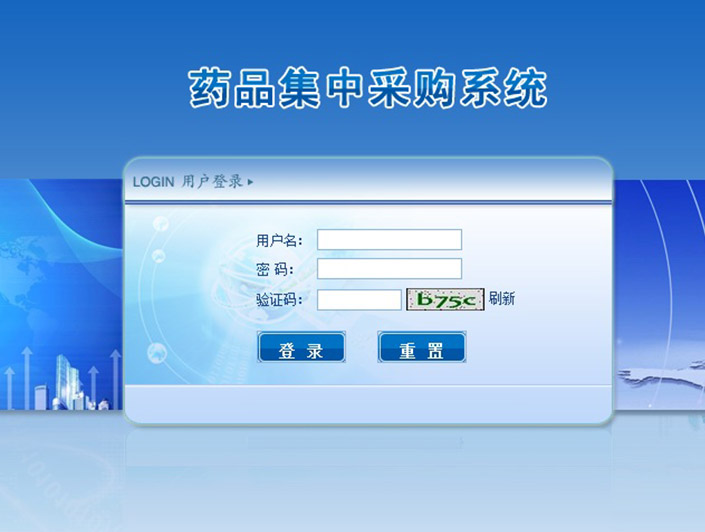 药品集中采购系统
LOGIN 用户登录
用户名：
密 码：
验证码： b75c 刷新
登 录 重 置